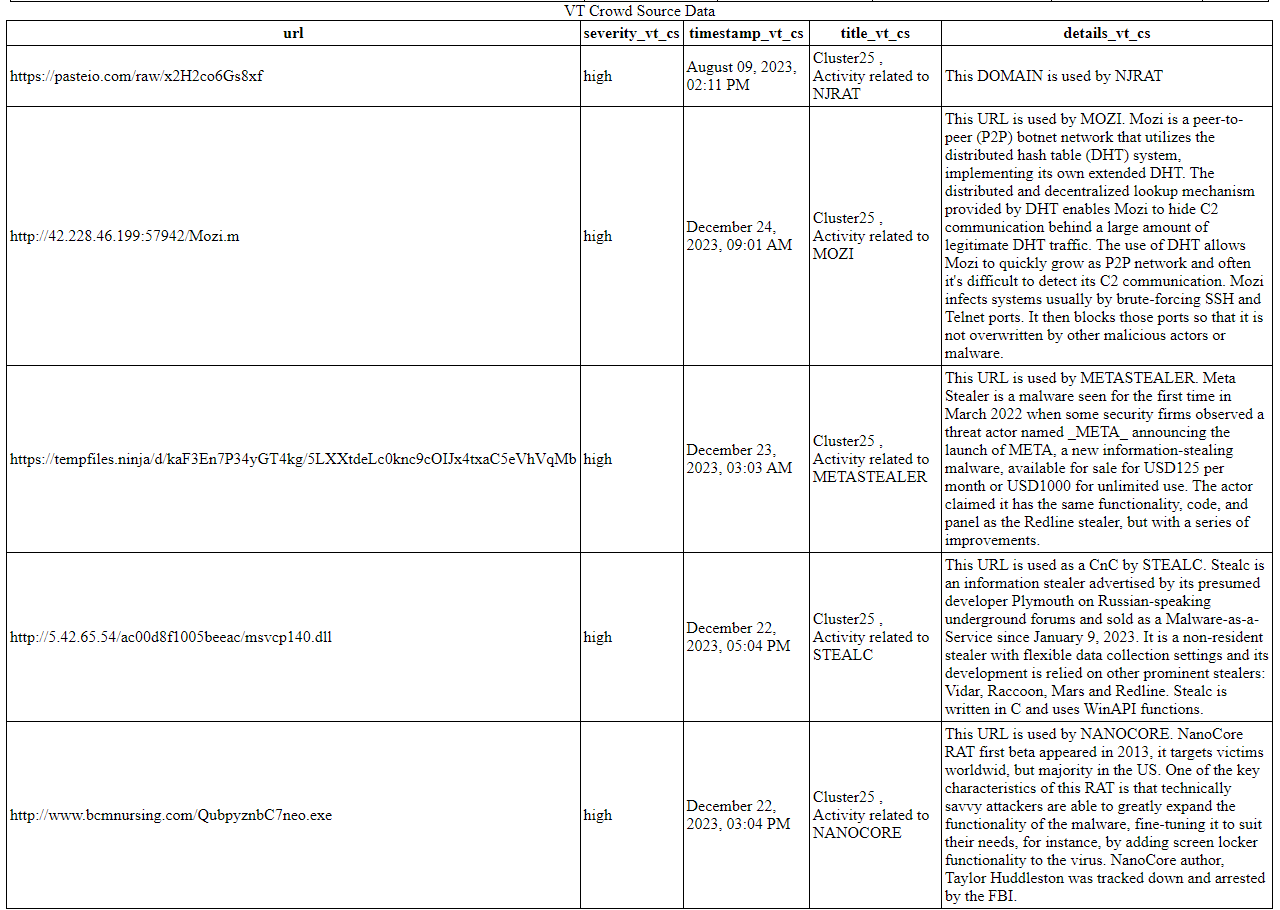 VT Crowd Source Data
url severity_vt_cs timestamp_vt_cs title_vt_cs details_vt_cs
https://pasteio.com/raw/x2H2co6Gs8xf
high
August 09, 2023,
02:11 PM
Cluster25 ,
Activity related to
NJRAT
This DOMAIN is used by NJRAT
http://42.228.46.199:57942/Mozi.m
high
December 24,
2023, 09:01 AM
Cluster25 ,
Activity related to
MOZI
This URL is used by MOZI. Mozi is a peer-to-
peer (P2P) botnet network that utilizes the
distributed hash table (DHT) system,
implementing its own extended DHT. The
distributed and decentralized lookup mechanism
provided by DHT enables Mozi to hide C2
communication behind a large amount of
legitimate DHT traffic. The use of DHT allows
Mozi to quickly grow as P2P network and often
it's difficult to detect its C2 communication. Mozi
infects systems usually by brute-forcing SSH and
Telnet ports. It then blocks those ports so that it is
not overwritten by other malicious actors or
malware.
https://tempfiles.ninja/d/kaF3En7P34yGT4kg/5LXXtdeLc0knc9cOIJx4txaC5eVhVqMb
high
December 23,
2023, 03:03 AM
Cluster25 ,
Activity related to
METASTEALER
This URL is used by METASTEALER. Meta
Stealer is a malware seen for the first time in
March 2022 when some security firms observed a
threat actor named _META_ announcing the
launch of META, a new information-stealing
malware, available for sale for USD125 per
month or USD1000 for unlimited use. The actor
claimed it has the same functionality, code, and
panel as the Redline stealer, but with a series of
improvements.
http://5.42.65.54/ac00d8f1005beeac/msvcp140.dll
high
December 22,
2023, 05:04 PM
Cluster25 ,
Activity related to
STEALC
This URL is used as a CnC by STEALC. Stealc is
an information stealer advertised by its presumed
developer Plymouth on Russian-speaking
underground forums and sold as a Malware-as-a-
Service since January 9, 2023. It is a non-resident
stealer with flexible data collection settings and its
development is relied on other prominent stealers:
Vidar, Raccoon, Mars and Redline. Stealc is
written in C and uses WinAPI functions.
http://www.bcmnursing.com/QubpyznbC7neo.exe
high
December 22,
2023, 03:04 PM
Cluster25 ,
Activity related to
NANOCORE
This URL is used by NANOCORE. NanoCore
RAT first beta appeared in 2013, it targets victims
worldwid, but majority in the US. One of the key
characteristics of this RAT is that technically
savvy attackers are able to greatly expand the
functionality of the malware, fine-tuning it to suit
their needs, for instance, by adding screen locker
functionality to the virus. NanoCore author,
Taylor Huddleston was tracked down and arrested
by the FBI.